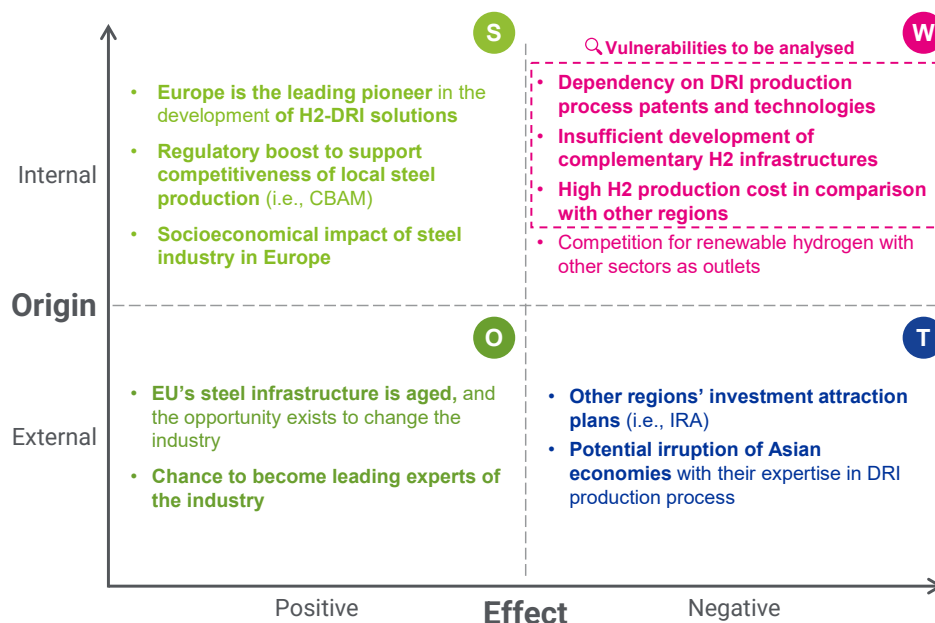 S
Europe is the leading pioneer in the
development of H2-DRI solutions
Regulatory boost to support
competitiveness of local steel
production (i.e., CBAM)
Socioeconomical impact of steel
industry in Europe
W
Vulnerabilities to be analysed
Dependency on DRI production
process patents and technologies
Insufficient development of
complementary H2 infrastructures
High H2 production cost in comparison
with other regions
Competition for renewable hydrogen with
other sectors as outlets
Internal
Origin
External
O
EU's steel infrastructure is aged, and
the opportunity exists to change the
industry
Chance to become leading experts of
the industry
T
Other regions' investment attraction
plans (i.e., IRA)
Potential irruption of Asian
economies with their expertise in DRI
production process
Positive
Effect
Negative